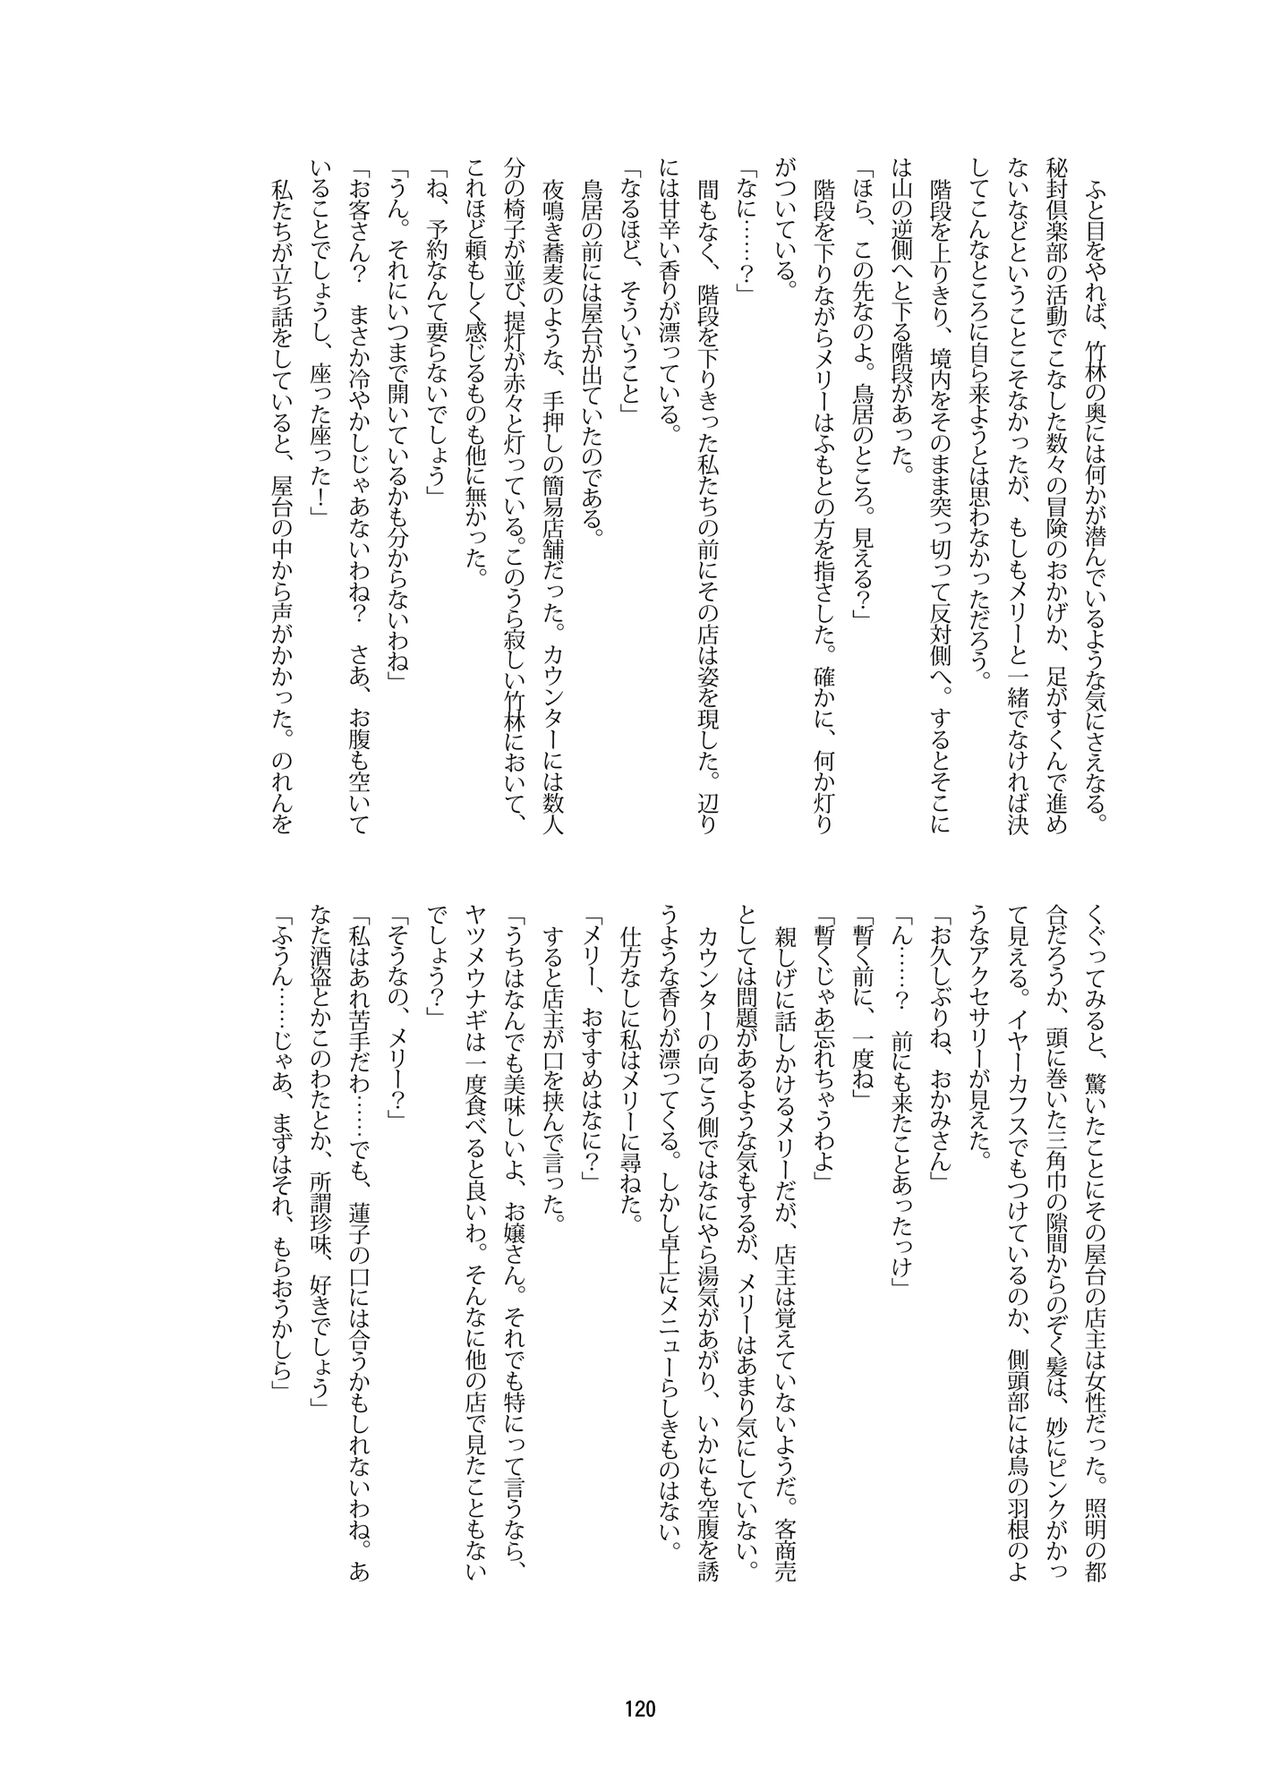 ふと目をやれば、竹林の奥には何かが潜んでいるような気にさえなる。
秘封倶楽部の活動でこなした数々の冒険のおかげか、足がすくんで進め
ないなどということこそなかったが、もしもメリーと一緒でなければ決
してこんなところに自ら来ようとは思わなかっただろう。
　階段を上りきり、境内をそのまま突っ切って反対側へ。するとそこに
は山の逆側へと下る階段があった。
「ほら、この先なのよ。鳥居のところ。見える？」
　階段を下りながらメリーはふもとの方を指さした。確かに、何か灯り
がついている。
「なに……？」
　間もなく、階段を下りきった私たちの前にその店は姿を現した。辺り
には甘辛い香りが漂っている。
「なるほど、そういうこと」
　鳥居の前には屋台が出ていたのである。
　夜鳴き蕎麦のような、手押しの簡易店舗だった。カウンターには数人
分の椅子が並び、提灯が赤々と灯っている。このうら寂しい竹林において、
これほど頼もしく感じるものも他に無かった。
「ね、予約なんて要らないでしょう」
「うん。それにいつまで開いているかも分からないわね」
「お客さん？　まさか冷やかしじゃあないわね？　さあ、お腹も空いて
いることでしょうし、座った座った！」
　私たちが立ち話をしていると、屋台の中から声がかかった。のれんを
くぐってみると、驚いたことにその屋台の店主は女性だった。照明の都
合だろうか、頭に巻いた三角巾の隙間からのぞく髪は、妙にピンクがかっ
て見える。イヤーカフスでもつけているのか、側頭部には鳥の羽根のよ
うなアクセサリーが見えた。
「お久しぶりね、おかみさん」
「ん……？　前にも来たことあったっけ」
「暫く前に、一度ね」
「暫くじゃあ忘れちゃうわよ」
　親しげに話しかけるメリーだが、店主は覚えていないようだ。客商売
としては問題があるような気もするが、メリーはあまり気にしていない。
　カウンターの向こう側ではなにやら湯気があがり、いかにも空腹を誘
うような香りが漂ってくる。しかし卓上にメニューらしきものはない。
　仕方なしに私はメリーに尋ねた。
「メリー、おすすめはなに？」
　すると店主が口を挟んで言った。
「うちはなんでも美味しいよ、お嬢さん。それでも特にって言うなら、
ヤツメウナギは一度食べると良いわ。そんなに他の店で見たこともない
でしょう？」
「そうなの、メリー？」
「私はあれ苦手だわ……でも、蓮子の口には合うかもしれないわね。あ
なた酒盗とかこのわたとか、所謂珍味、好きでしょう」
「ふうん……じゃあ、まずはそれ、もらおうかしら」
120